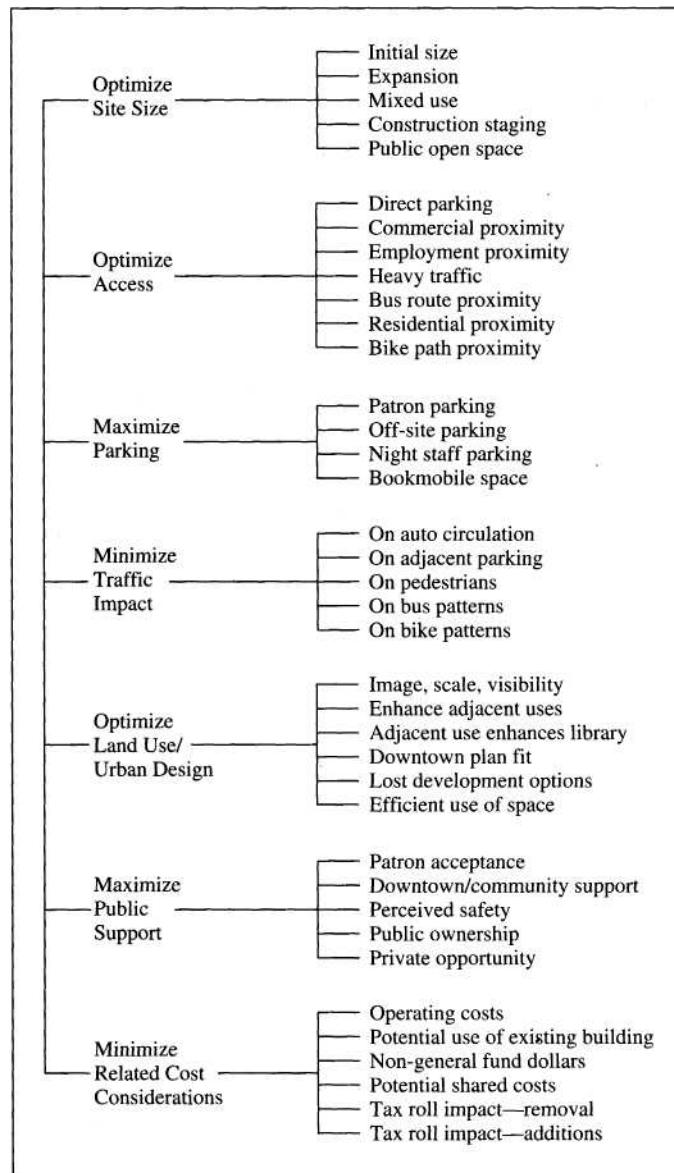 Optimize
Site Size
Initial size
Expansion
Mixed use
Construction staging
Public open space
Optimize
Access
Direct parking
Commercial proximity
Employment proximity
Heavy traffic
Bus route proximity
Residential proximity
Bike path proximity
Maximize
Parking
Patron parking
Off-site parking
Night staff parking
Bookmobile space
Minimize
Traffic
Impact
On auto circulation
On adjacent parking
On pedestrians
On bus patterns
On bike patterns
Optimize
Land Use/
Urban Design
Image, scale, visibility
Enhance adjacent uses
Adjacent use enhances library
Downtown plan fit
Lost development options
Efficient use of space
Maximize
Public
Support
Patron acceptance
Downtown/community support
Perceived safety
Public ownership
Private opportunity
Minimize
Related Cost
Considerations
Operating costs
Potential use of existing building
Non-general fund dollars
Potential shared costs
Tax roll impact—removal
Tax roll impact—additions